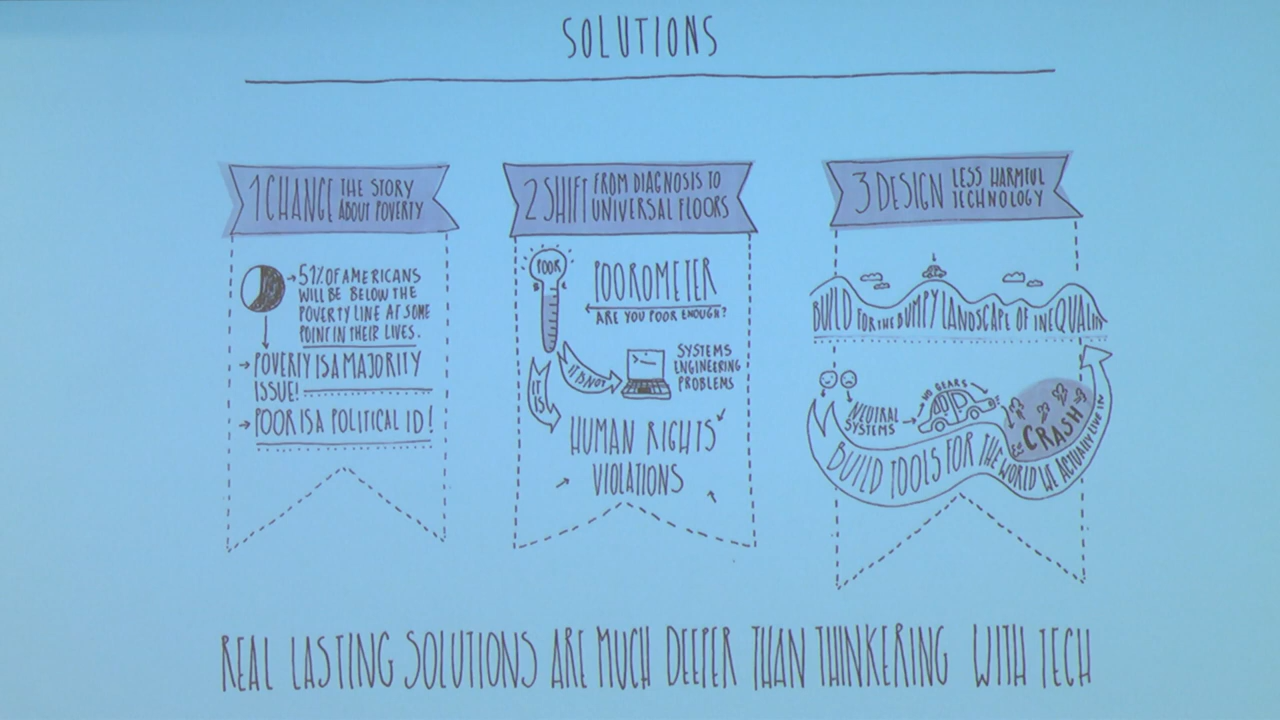 SOLUTIONS
1 CHANGE THE STORY
ABOUT POVERTY
51% OF AMERICANS
WILL BE BELOW THE
POVERTY LINE AT SOME
POINT IN THEIR LIVES.
POVERTY IS A MAJORITY
ISSUE!
POOR IS A POLITICAL ID!
2 SHIFT FROM DIAGNOSIS TO
UNIVERSAL FLOORS
POOR
POOROMETER
ARE YOU POOR ENOUGH?
IT IS NOT
SYSTEMS
ENGINEERING
PROBLEMS
IT IS
HUMAN RIGHTS
VIOLATIONS
3 DESIGN LESS HARMFUL
TECHNOLOGY
BUILD FOR THE BUMPY LANDSCAPE OF INEQUALITY
NEUTRAL
SYSTEMS
NO GEARS
CRASH
BUILD TOOLS FOR THE WORLD WE ACTUALLY LIVE IN
REAL LASTING SOLUTIONS ARE MUCH DEEPER THAN THINKERING WITH TECH